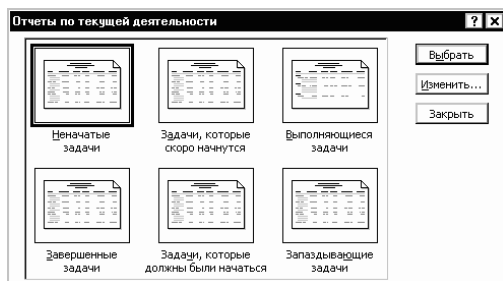 Отчеты по текущей деятельности
Выбрать
Изменить...
Закрыть
Неначатые
задачи
Задачи, которые
скоро начнутся
Выполняющиеся
задачи
Завершенные
задачи
Задачи, которые
должны были начаться
Запаздывающие
задачи